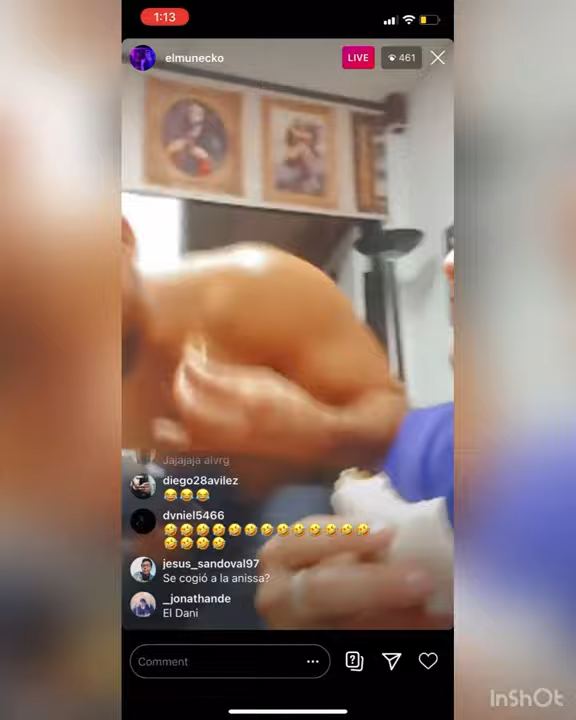 1:13
elmunecko
LIVE
461
Jajajaja alvrg
diego28avilez
😂😂😂
dvniel5466
🤣🤣🤣🤣🤣🤣🤣🤣🤣🤣🤣🤣🤣
🤣🤣🤣🤣
jesus_sandoval97
Se cogió a la anissa?
_jonathande
El Dani
Comment
InShOt